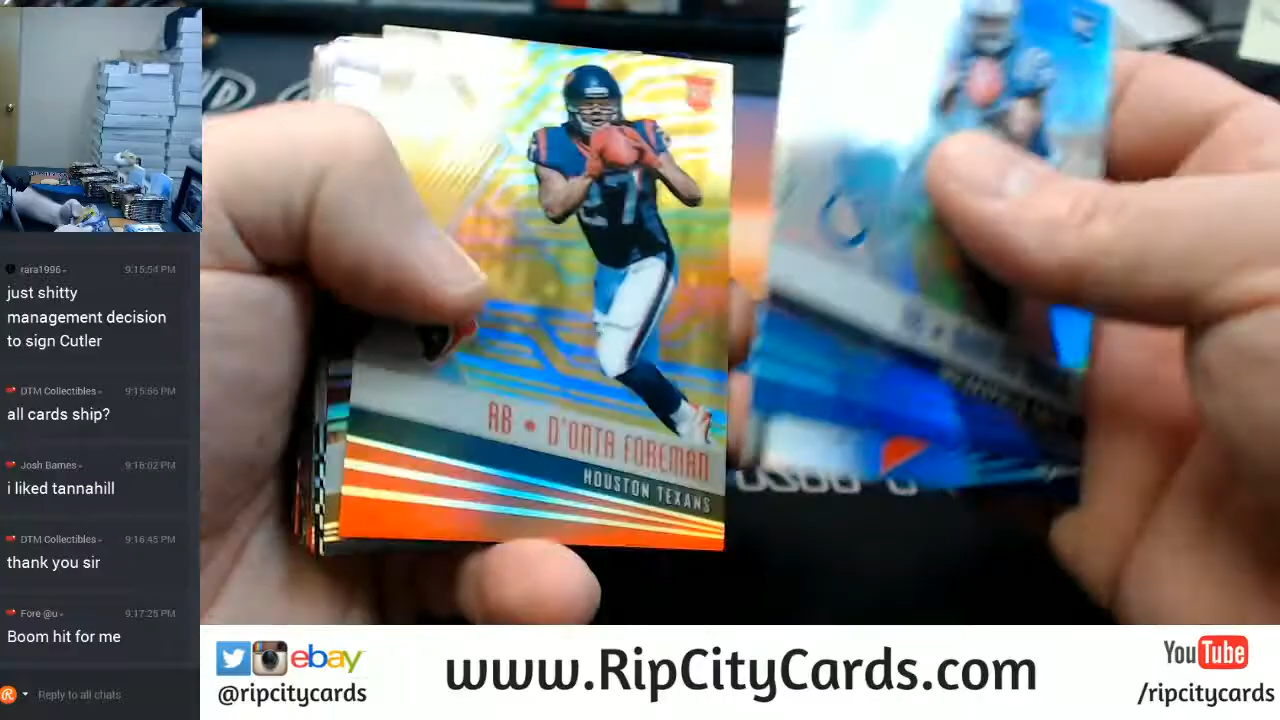 rara1996
9:15:54 PM
just shitty
management decision
to sign Cutler
DTM Collectibles
9:15:56 PM
all cards ship?
Josh Barnes
9:16:02 PM
i liked tannahill
DTM Collectibles
9:16:45 PM
thank you sir
Fore @u
9:17:25 PM
Boom hit for me
Reply to all chats
27
RB • D'ONTA FOREMAN
HOUSTON TEXANS
ebay
@ripcitycards
www.RipCityCards.com
YouTube
/ripcitycards